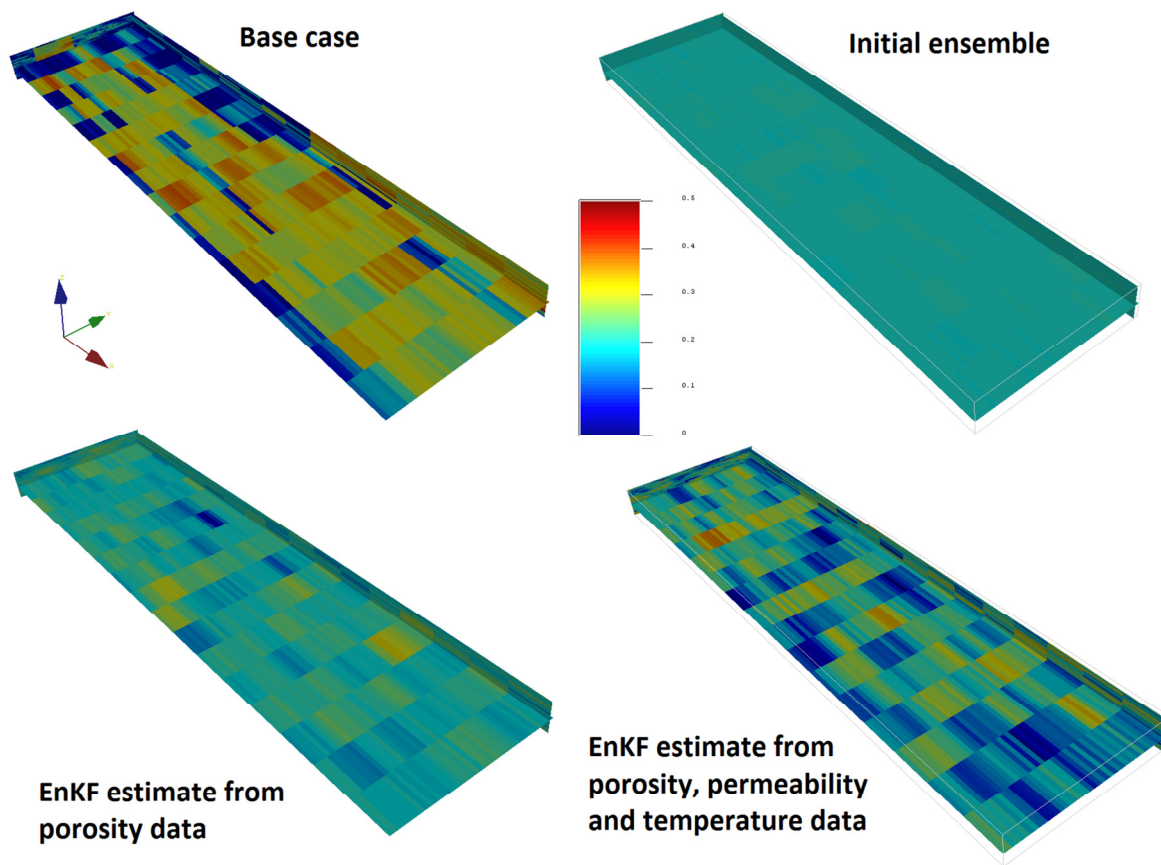 Base case
Initial ensemble
0.5
0.4
0.3
0.2
0.1
0
Z
Y
X
EnKF estimate from
porosity data
EnKF estimate from
porosity, permeability
and temperature data